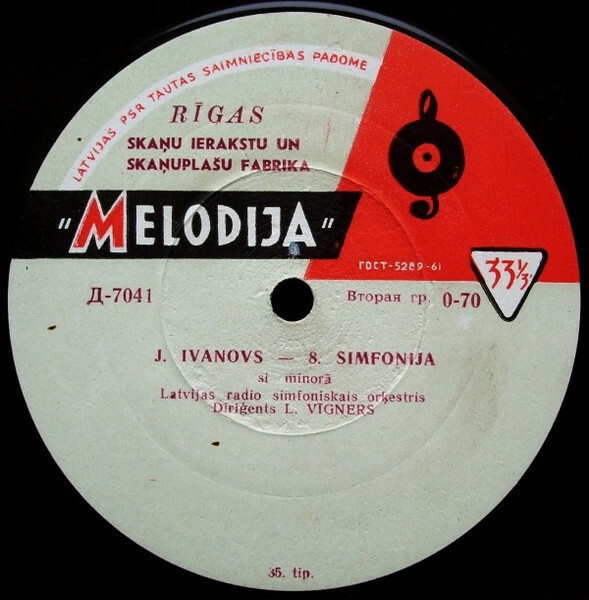 LATVIJAS PSR TAUTAS SAIMNIECĪBAS PADOME
RĪGAS
SKAŅU IERAKSTU UN
SKAŅUPLAŠU FABRIKA
"MELODIJA"
ГОСТ-5289-61
33⅓
Д-7041
Вторая гр. 0-70
J. IVANOVS — 8. SIMFONIJA
si minorā
Latvijas radio simfoniskais orķestris
Diriģents L. VIGNERS
35. tip.